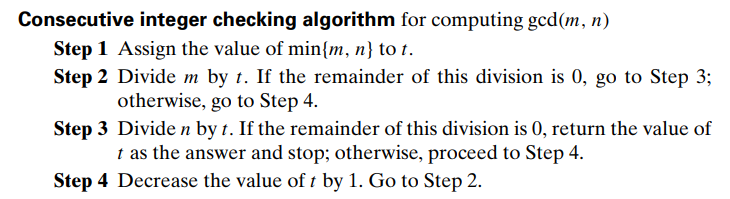 Consecutive integer checking algorithm for computing gcd(m, n)
Step 1 Assign the value of min{m, n} to t.
Step 2 Divide m by t. If the remainder of this division is 0, go to Step 3;
otherwise, go to Step 4.
Step 3 Divide n by t. If the remainder of this division is 0, return the value of
t as the answer and stop; otherwise, proceed to Step 4.
Step 4 Decrease the value of t by 1. Go to Step 2.